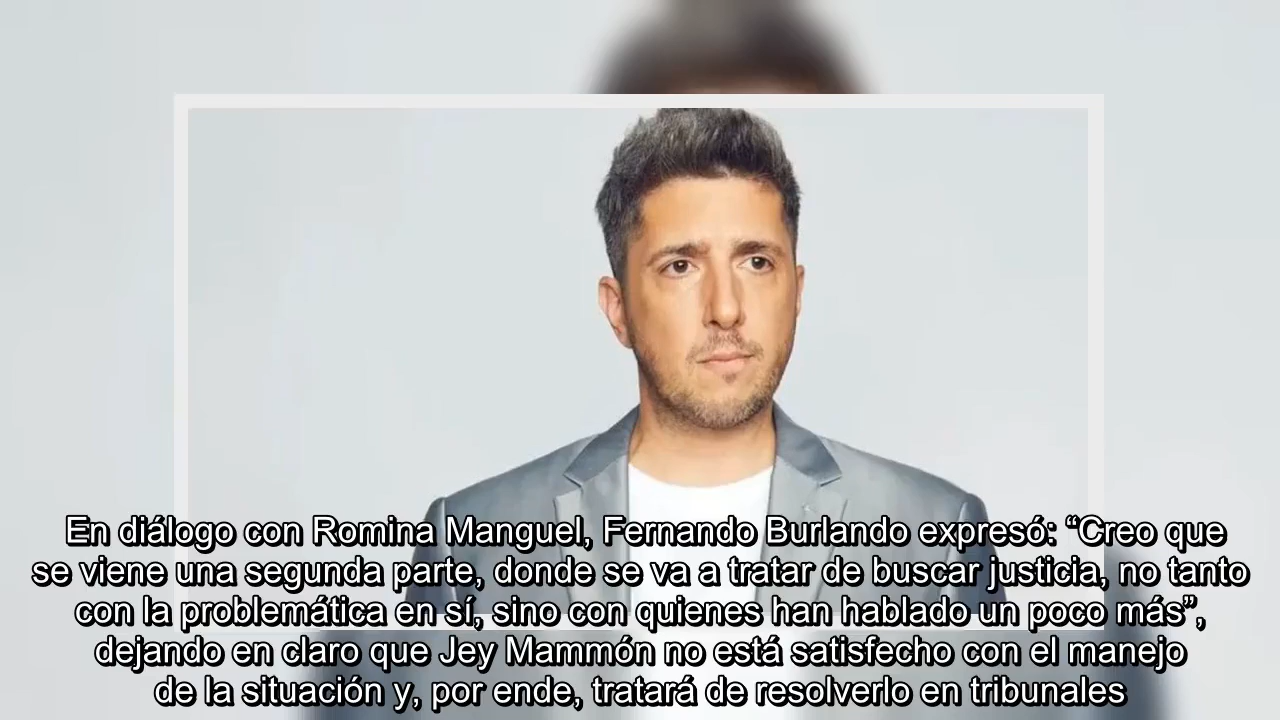 En diálogo con Romina Manguel, Fernando Burlando expresó: “Creo que
se viene una segunda parte, donde se va a tratar de buscar justicia, no tanto
con la problemática en sí, sino con quienes han hablado un poco más”,
dejando en claro que Jey Mammón no está satisfecho con el manejo
de la situación y, por ende, tratará de resolverlo en tribunales